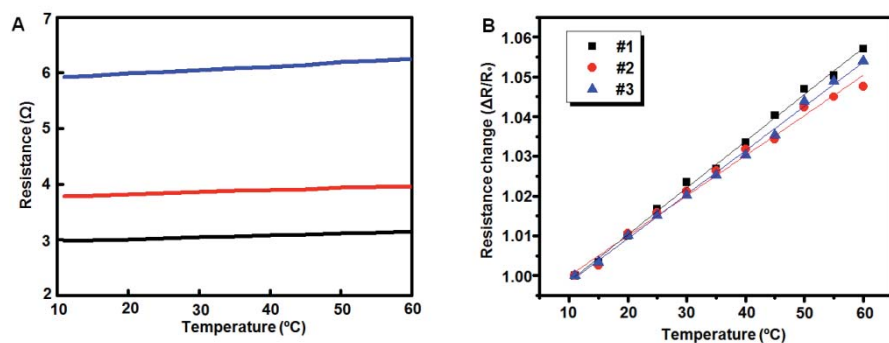 A
B
7
6
5
4
3
2
Resistance (Ω)
10 20 30 40 50 60
Temperature (ºC)
#1
#2
#3
1.06
1.05
1.04
1.03
1.02
1.01
1.00
Resistance change (ΔR/R₀)
10 20 30 40 50 60
Temperature (ºC)